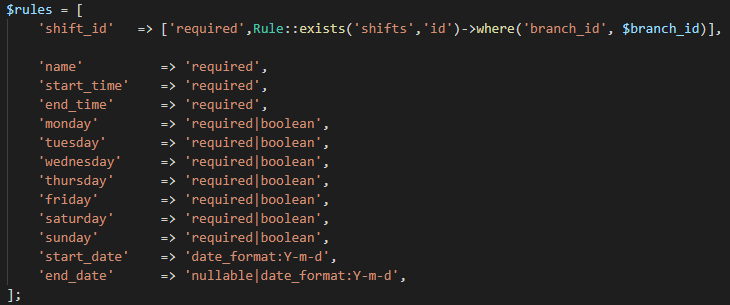 $rules = [
'shift_id' => ['required',Rule::exists('shifts','id')->where('branch_id', $branch_id)],
'name' => 'required',
'start_time' => 'required',
'end_time' => 'required',
'monday' => 'required|boolean',
'tuesday' => 'required|boolean',
'wednesday' => 'required|boolean',
'thursday' => 'required|boolean',
'friday' => 'required|boolean',
'saturday' => 'required|boolean',
'sunday' => 'required|boolean',
'start_date' => 'date_format:Y-m-d',
'end_date' => 'nullable|date_format:Y-m-d',
];